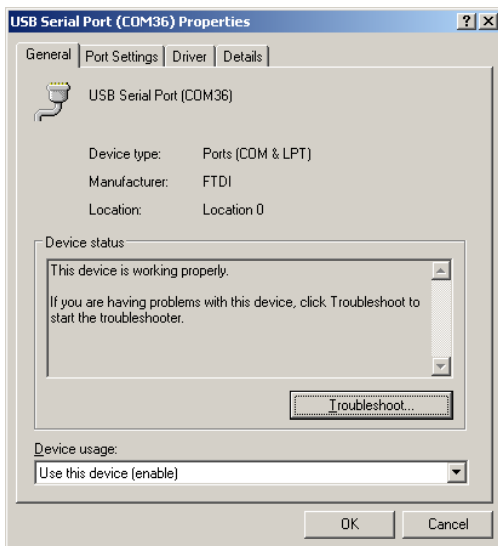 USB Serial Port (COM36) Properties
General Port Settings Driver Details
USB Serial Port (COM36)
Device type: Ports (COM & LPT)
Manufacturer: FTDI
Location: Location 0
Device status
This device is working properly.
If you are having problems with this device, click Troubleshoot to
start the troubleshooter.
Troubleshoot...
Device usage:
Use this device (enable)
OK Cancel